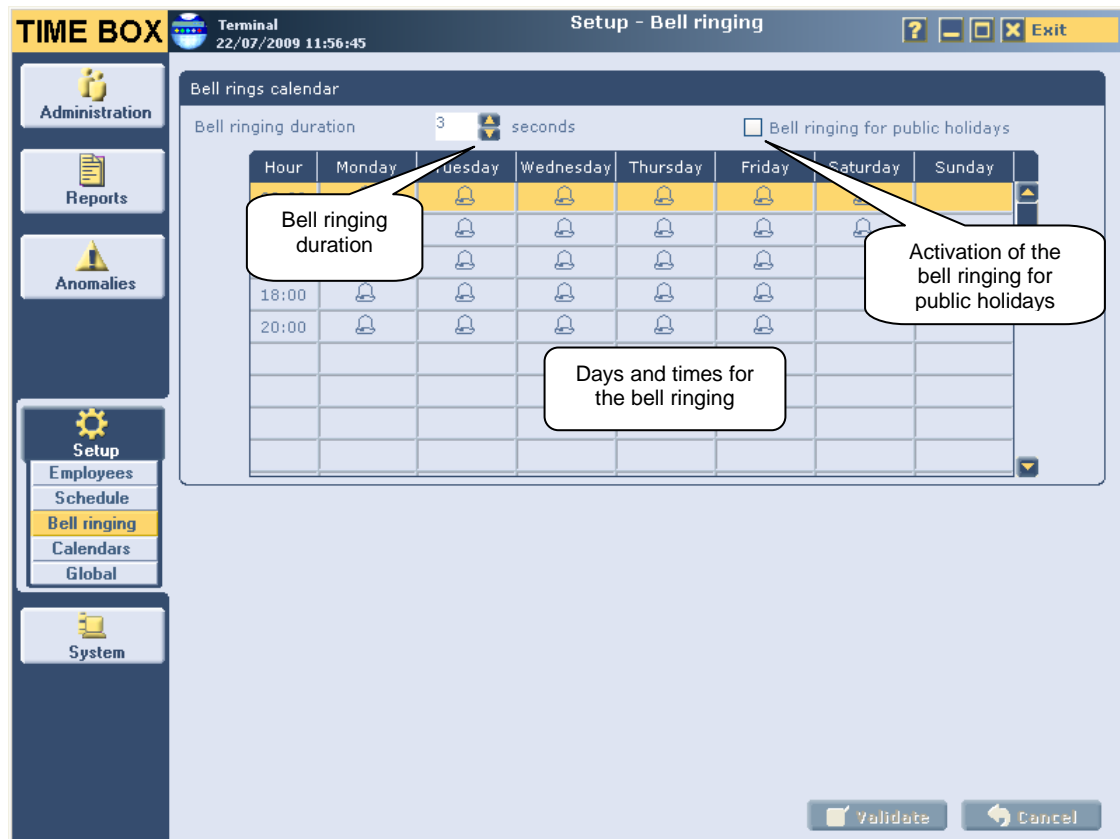 TIME BOX
Terminal
22/07/2009 11:56:45
Setup - Bell ringing
? Exit
Administration
Reports
Anomalies
Setup
Employees
Schedule
Bell ringing
Calendars
Global
System
Bell rings calendar
Bell ringing duration 3 seconds
Bell ringing for public holidays
Hour Monday Tuesday Wednesday Thursday Friday Saturday Sunday
18:00
20:00
Bell ringing
duration
Activation of the
bell ringing for
public holidays
Days and times for
the bell ringing
Validate Cancel